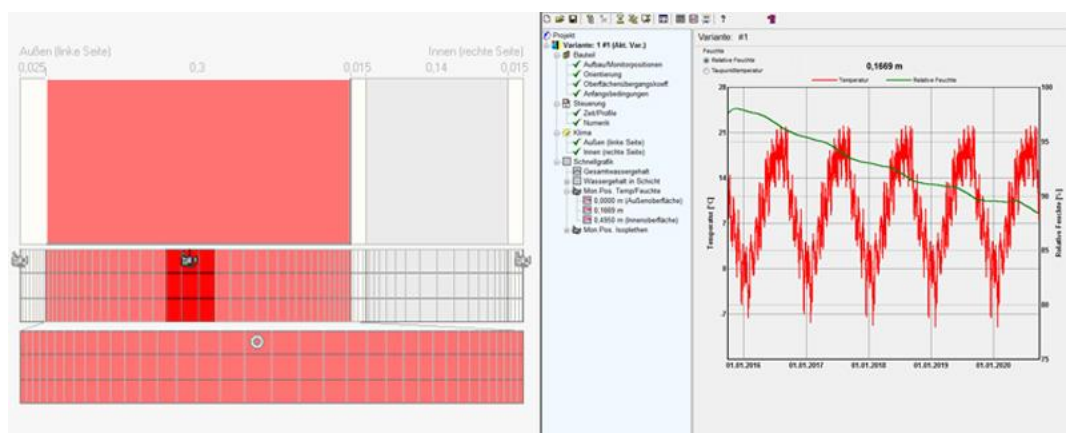 Außen (linke Seite)
Innen (rechte Seite)
0,025
0,3
0,015
0,14
0,015
Projekt
Variante: 1 #1 (Akt. Var.)
Bauteil
Aufbau/Monitorpositionen
Orientierung
Oberflächenübergangskoeff.
Anfangsbedingungen
Steuerung
Zeit/Profile
Numerik
Klima
Außen (linke Seite)
Innen (rechte Seite)
Schnellgrafik
Gesamtwassergehalt
Wassergehalt in Schicht
Mon.Pos. Temp/Feuchte
0,0000 m (Außenoberfläche)
0,1669 m
0,4950 m (Innenoberfläche)
Mon.Pos. Isoplethen
Variante: #1
Feuchte
Relative Feuchte
Taupunkttemperatur
0,1669 m
Temperatur
Relative Feuchte
28
21
14
7
0
-7
Temperatur [°C]
100
95
90
85
80
75
Relative Feuchte [%]
01.01.2016
01.01.2017
01.01.2018
01.01.2019
01.01.2020